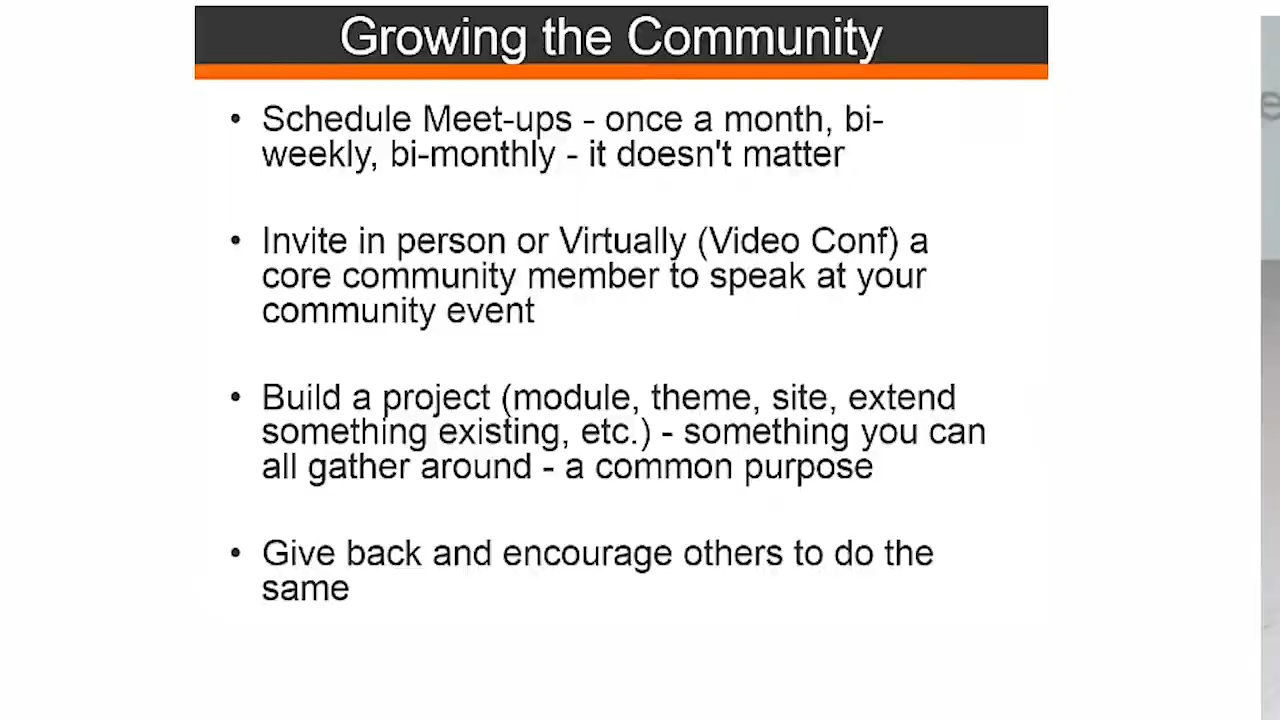 Growing the Community
• Schedule Meet-ups - once a month, bi-
weekly, bi-monthly - it doesn't matter
• Invite in person or Virtually (Video Conf) a
core community member to speak at your
community event
• Build a project (module, theme, site, extend
something existing, etc.) - something you can
all gather around - a common purpose
• Give back and encourage others to do the
same